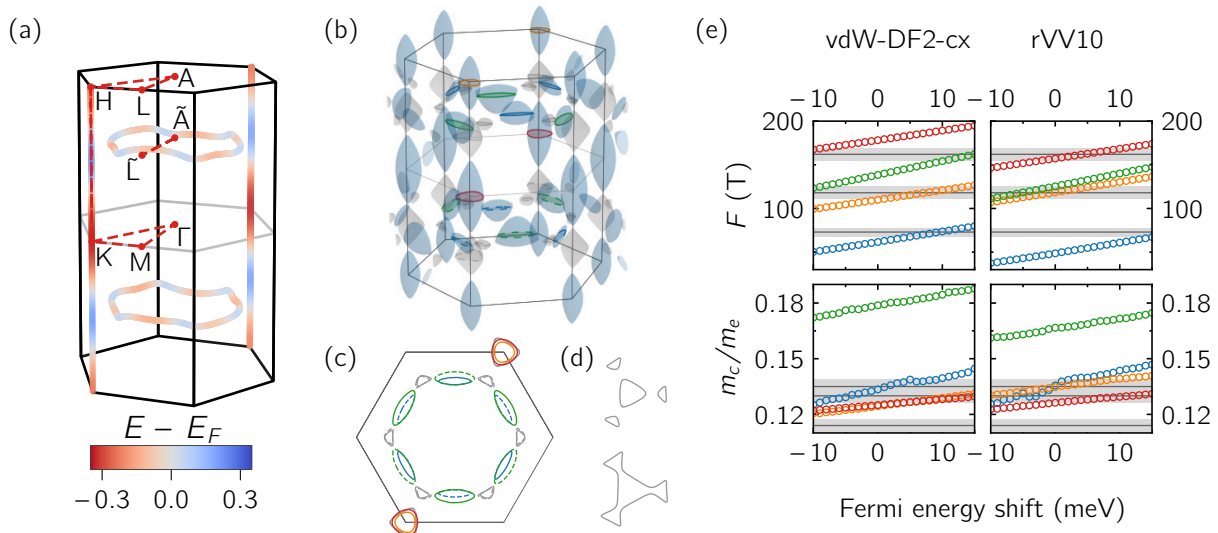 (a)
A
H
L
Ã
L̃
Γ
K
M
E − E_F
−0.3 0.0 0.3
(b)
(c)
(d)
(e)
vdW-DF2-cx rVV10
−10 0 10 −10 0 10
200 200
F (T)
100 100
0.18 0.18
m_c/m_e
0.15 0.15
0.12 0.12
−10 0 10 −10 0 10
Fermi energy shift (meV)